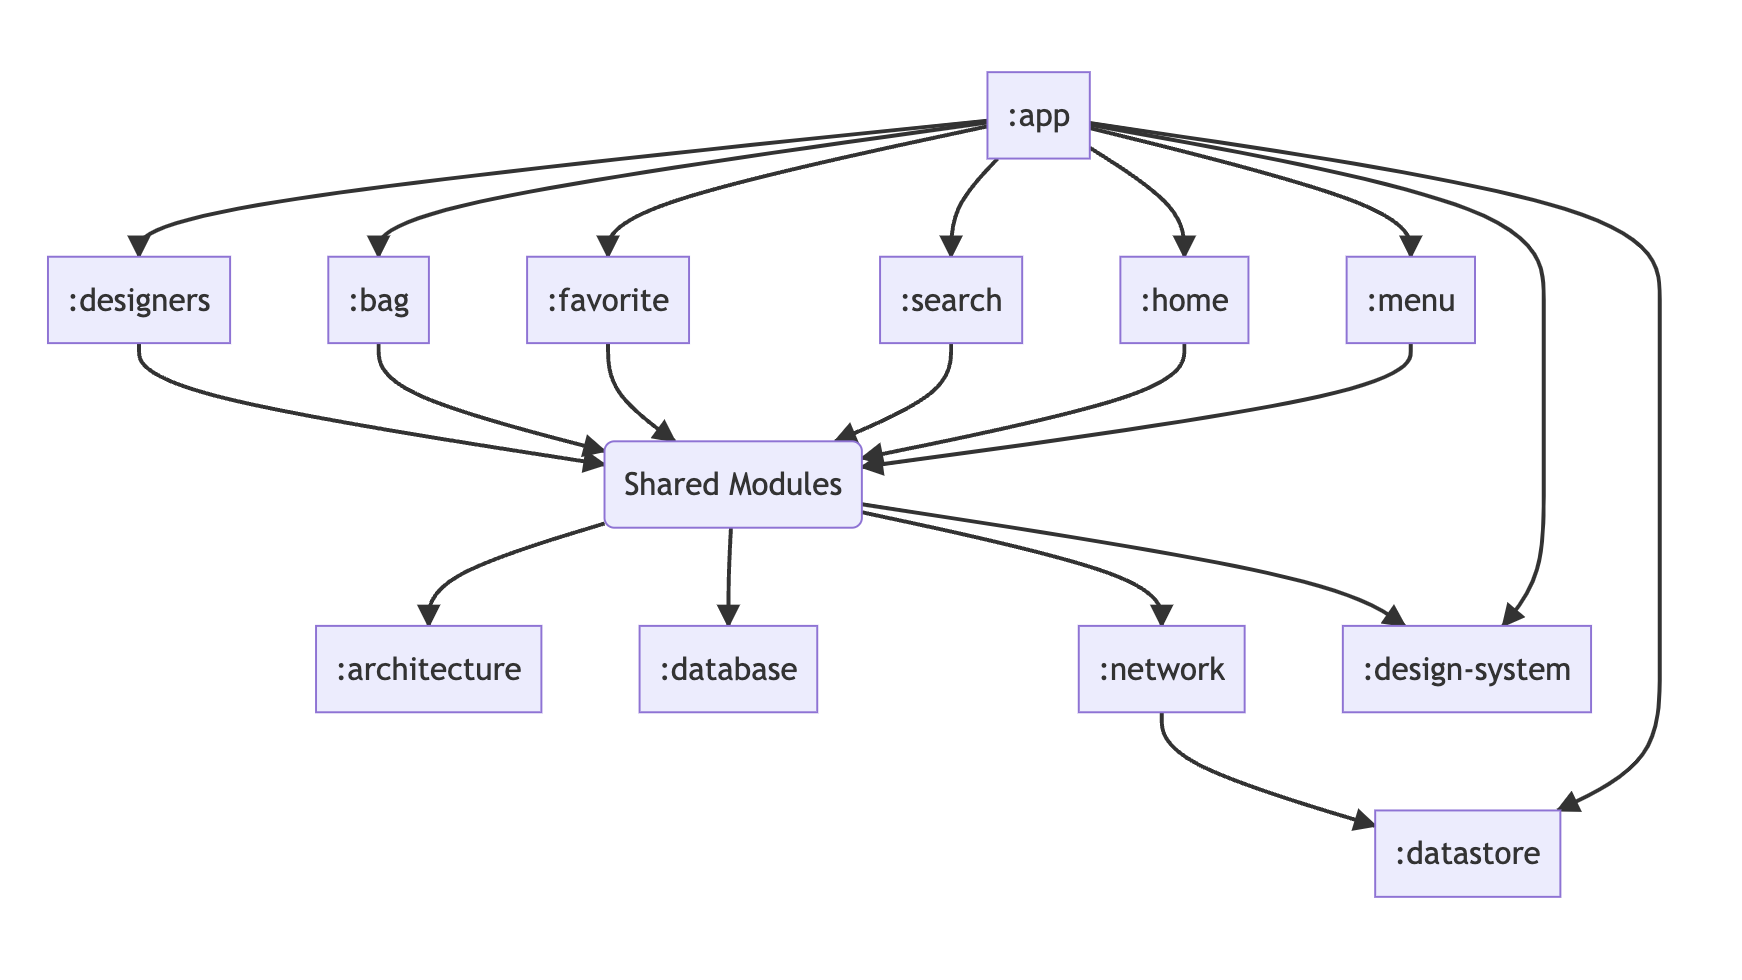 :app
:designers
:bag
:favorite
:search
:home
:menu
Shared Modules
:architecture
:database
:network
:design-system
:datastore